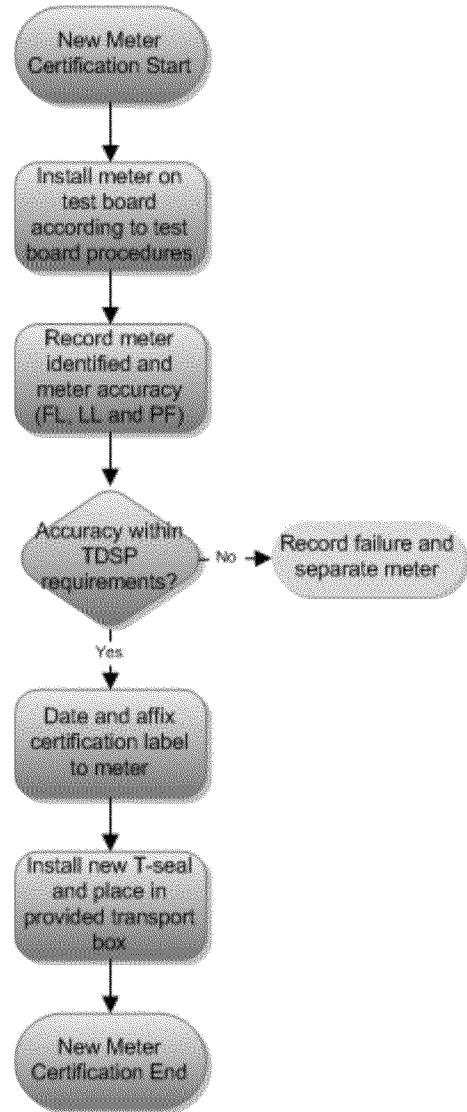 New Meter
Certification Start
Install meter on
test board
according to test
board procedures
Record meter
identified and
meter accuracy
(FL, LL and PF)
Accuracy within
TDSP
requirements?
No
Record failure and
separate meter
Yes
Date and affix
certification label
to meter
Install new T-seal
and place in
provided transport
box
New Meter
Certification End